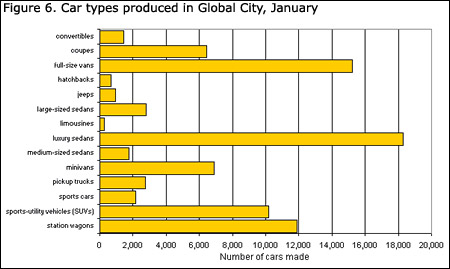 Figure 6. Car types produced in Global City, January
convertibles
coupes
full-size vans
hatchbacks
jeeps
large-sized sedans
limousines
luxury sedans
medium-sized sedans
minivans
pickup trucks
sports cars
sports-utility vehicles (SUVs)
station wagons
0 2,000 4,000 6,000 8,000 10,000 12,000 14,000 16,000 18,000 20,000
Number of cars made